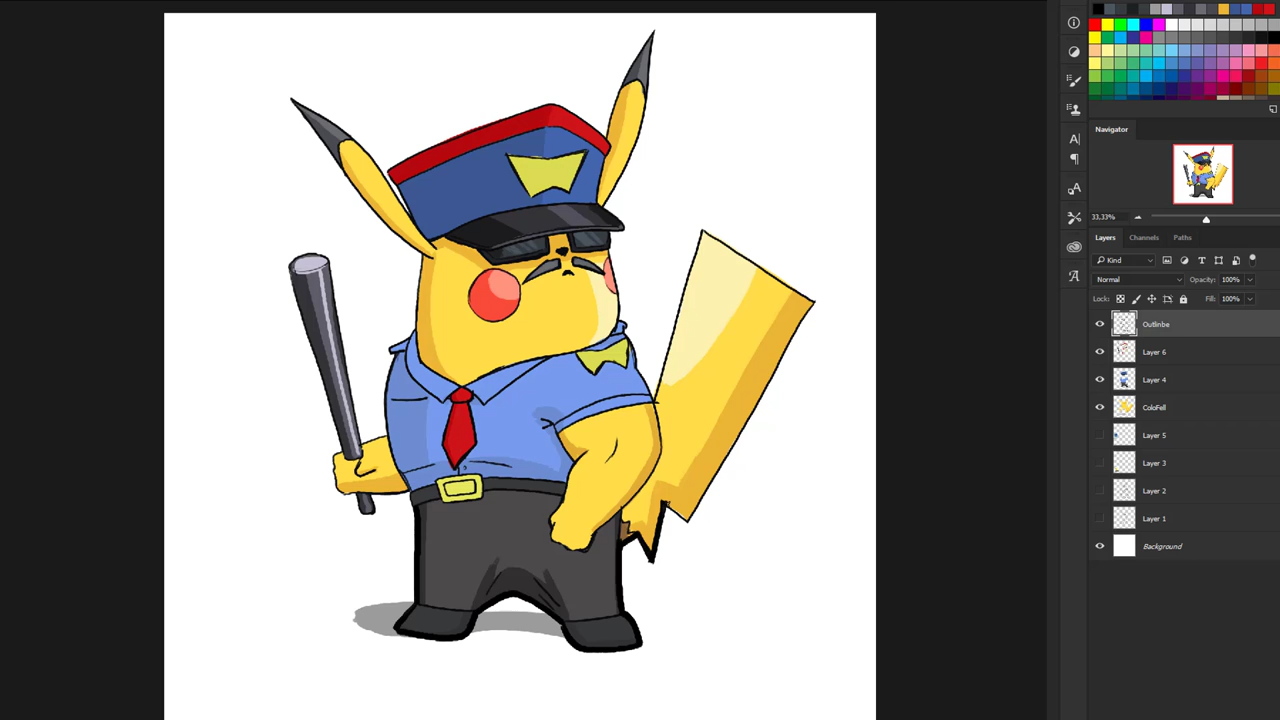 Navigator
33,33%
Layers Channels Paths
Kind
Normal Opacity: 100%
Lock: Fill: 100%
Outlinbe
Layer 6
Layer 4
ColoFell
Layer 5
Layer 3
Layer 2
Layer 1
Background